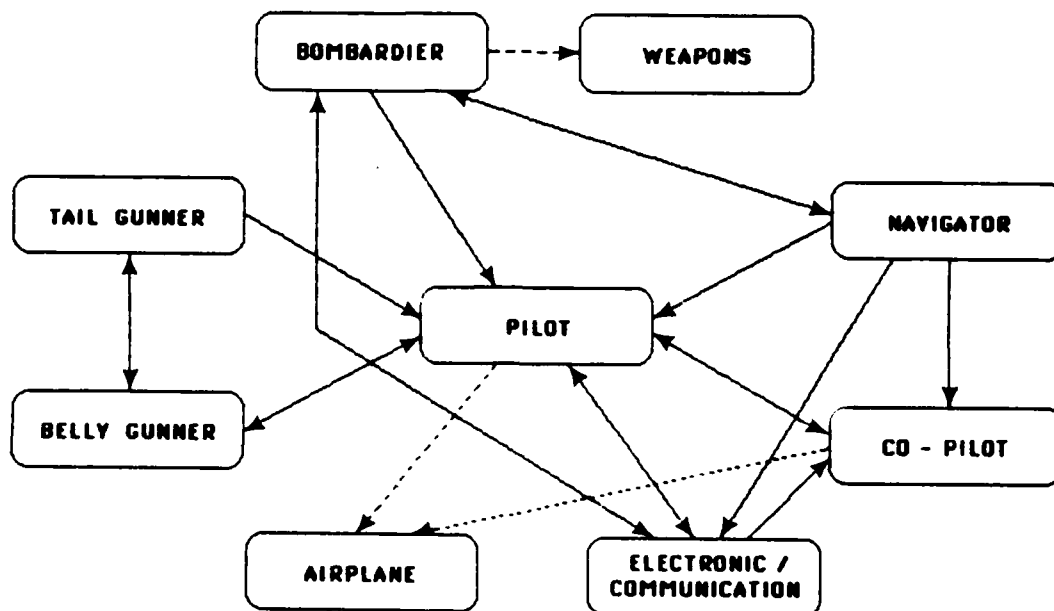 BOMBARDIER
WEAPONS
TAIL GUNNER
NAVIGATOR
PILOT
BELLY GUNNER
CO - PILOT
AIRPLANE
ELECTRONIC /
COMMUNICATION